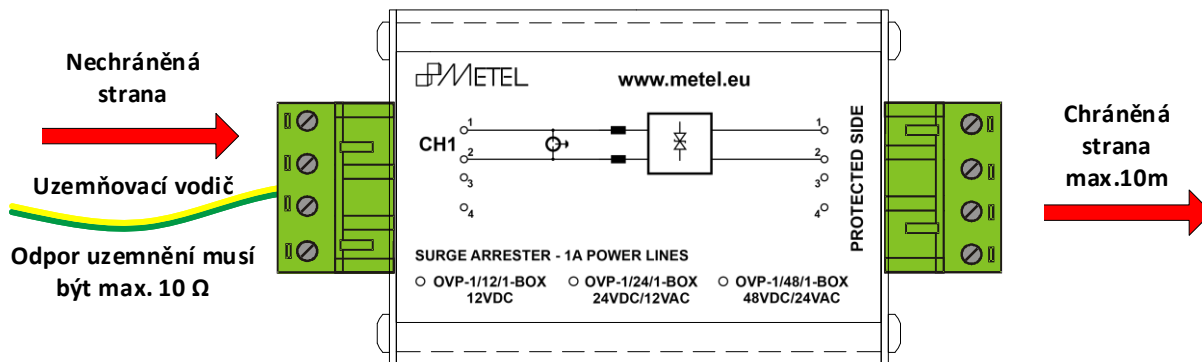 Nechráněná
strana
Uzemňovací vodič
Odpor uzemnění musí
být max. 10 Ω
METEL
www.metel.eu
CH1
1
2
3
4
1
2
3
4
PROTECTED SIDE
SURGE ARRESTER - 1A POWER LINES
OVP-1/12/1-BOX
12VDC
OVP-1/24/1-BOX
24VDC/12VAC
OVP-1/48/1-BOX
48VDC/24VAC
Chráněná
strana
max.10m